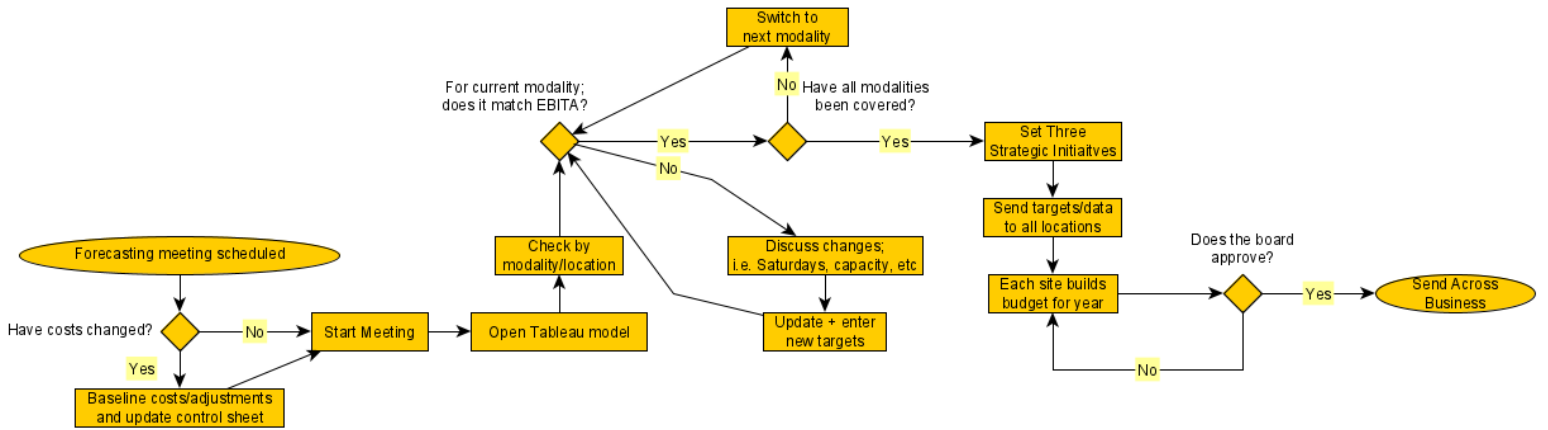 Forecasting meeting scheduled
Have costs changed?
No
Yes
Baseline costs/adjustments
and update control sheet
Start Meeting
Open Tableau model
Check by
modality/location
For current modality;
does it match EBITA?
Yes
No
Discuss changes;
i.e. Saturdays, capacity, etc
Update + enter
new targets
Have all modalities
been covered?
No
Switch to
next modality
Yes
Set Three
Strategic Initiaitves
Send targets/data
to all locations
Each site builds
budget for year
Does the board
approve?
No
Yes
Send Across
Business